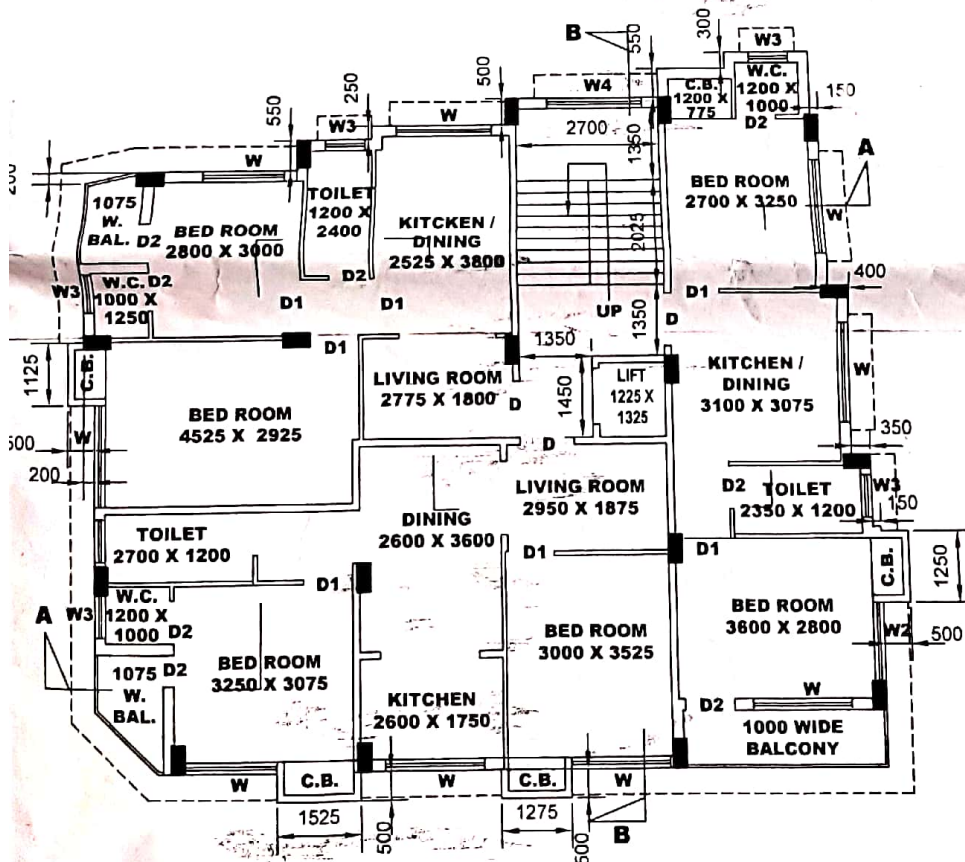 B
550
300
W3
W.C.
1200 X
1000
C.B.
1200 X
775
150
D2
500
W4
250
550
W3
W
2700
1350
A
W
BED ROOM
2700 X 3250
TOILET
1200 X
2400
1075
W.
BAL.
D2
BED ROOM
2800 X 3000
KITCKEN /
DINING
2525 X 3800
2025
W
D2
W3
W.C.
1000 X
1250
D2
D1
D1
UP
D
D1
400
1350
1350
1125
C.B.
D1
LIVING ROOM
2775 X 1800
D
1450
LIFT
1225 X
1325
KITCHEN /
DINING
3100 X 3075
W
BED ROOM
4525 X 2925
W
200
D
350
D2
TOILET
2350 X 1200
W3
150
LIVING ROOM
2950 X 1875
DINING
2600 X 3600
TOILET
2700 X 1200
D1
D1
D1
C.B.
1250
A
W3
W.C.
1200 X
1000
D2
BED ROOM
3600 X 2800
W2
500
BED ROOM
3000 X 3525
D2
1075
W.
BAL.
BED ROOM
3250 X 3075
KITCHEN
2600 X 1750
D2
W
1000 WIDE
BALCONY
W
C.B.
W
C.B.
W
1525
500
1275
500
B